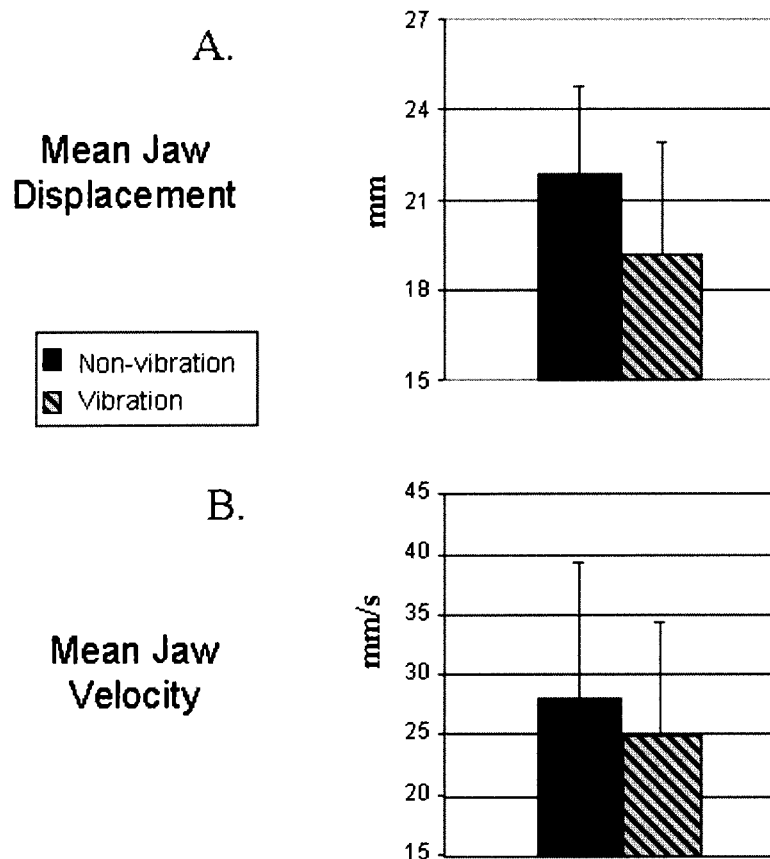 A.
Mean Jaw
Displacement
mm
27
24
21
18
15
Non-vibration
Vibration
B.
Mean Jaw
Velocity
mm/s
45
40
35
30
25
20
15